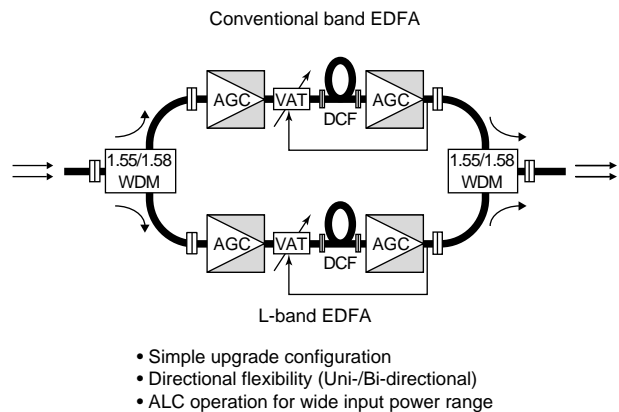 Conventional band EDFA
AGC
VAT
DCF
AGC
1.55/1.58
WDM
1.55/1.58
WDM
AGC
VAT
DCF
AGC
L-band EDFA
• Simple upgrade configuration
• Directional flexibility (Uni-/Bi-directional)
• ALC operation for wide input power range